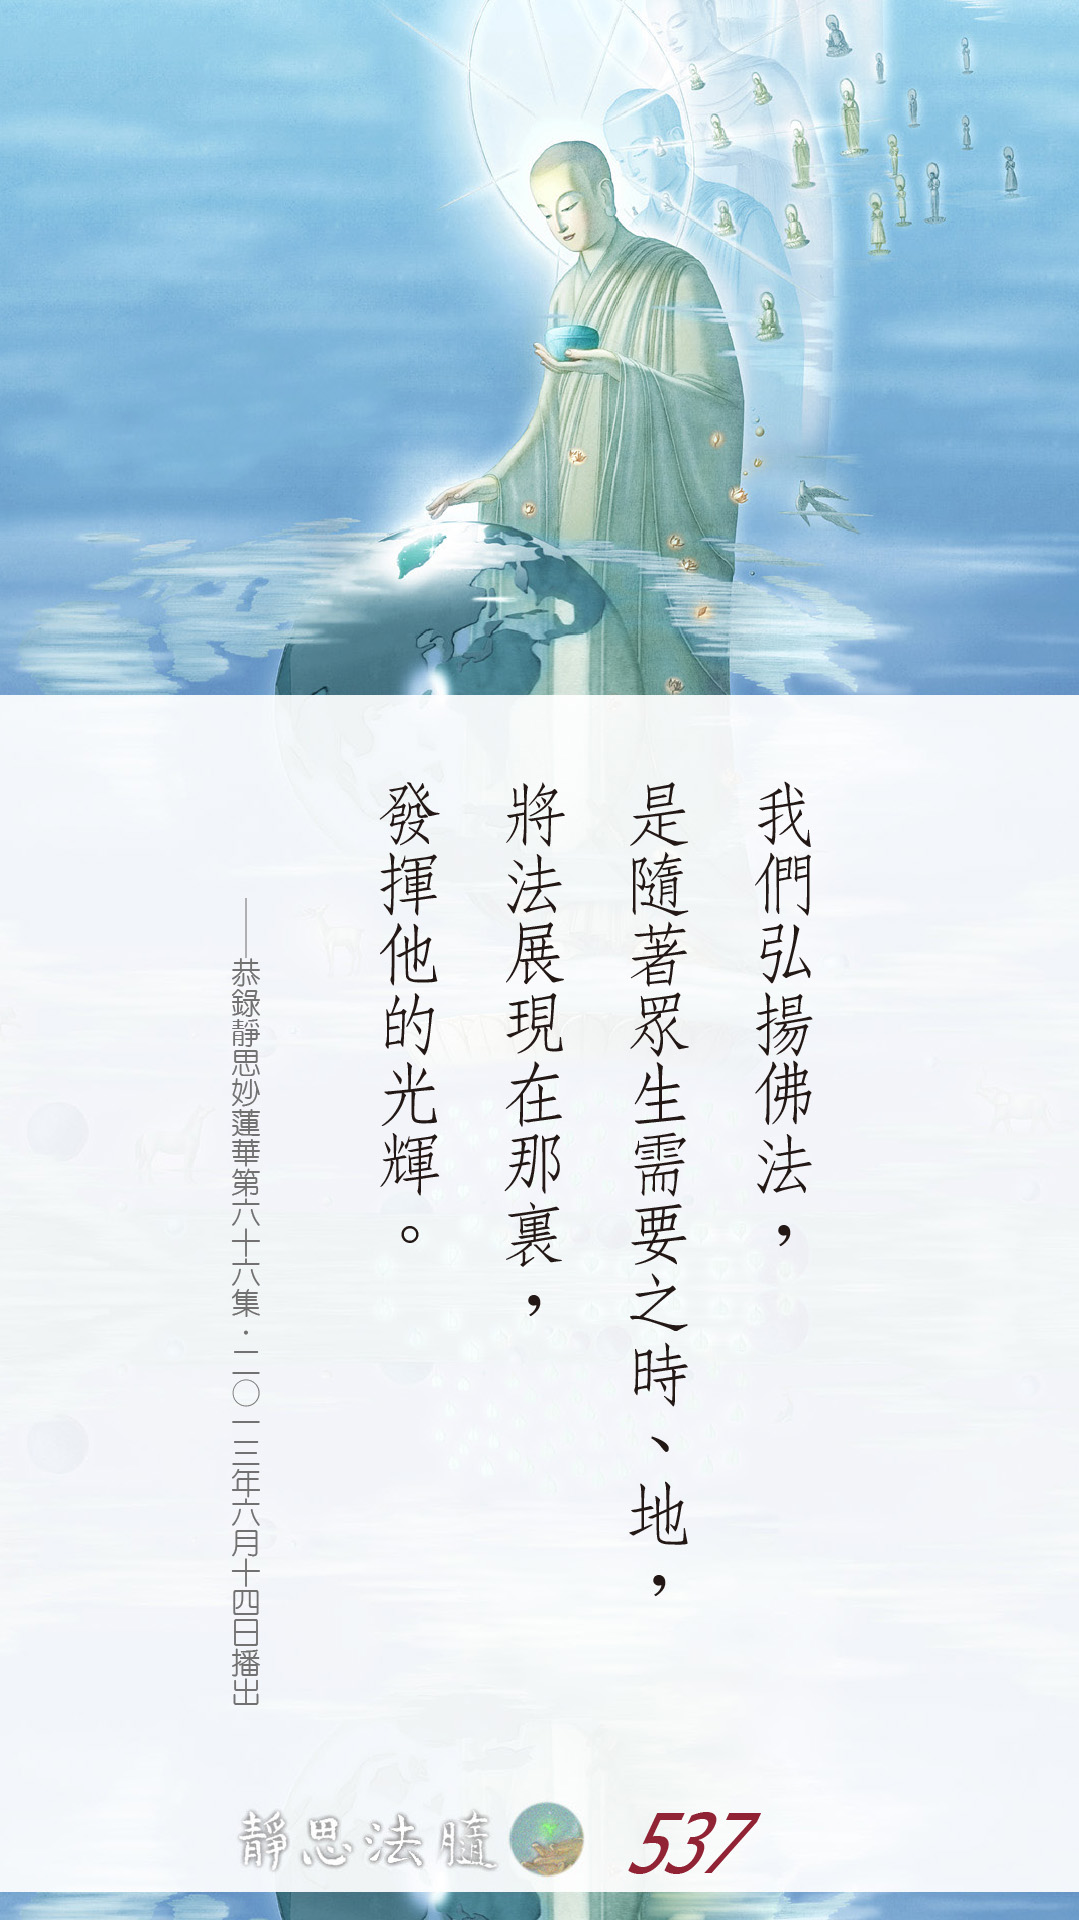 我們弘揚佛法，
是隨著眾生需要之時、地，
將法展現在那裏，
發揮他的光輝。
——恭錄靜思妙蓮華第六十六集·二〇一三年六月十四日播出
靜思法髓
537